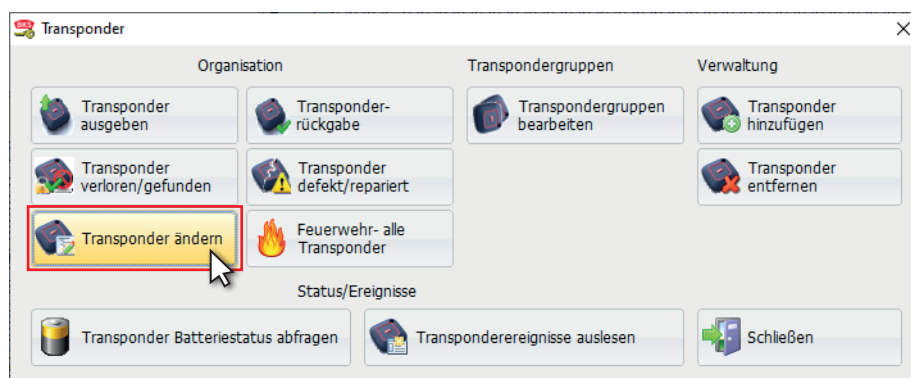 BKS
Transponder
Organisation
Transpondergruppen
Verwaltung
Transponder
ausgeben
Transponder-
rückgabe
Transpondergruppen
bearbeiten
Transponder
hinzufügen
Transponder
verloren/gefunden
Transponder
defekt/repariert
Transponder
entfernen
Transponder ändern
Feuerwehr- alle
Transponder
Status/Ereignisse
Transponder Batteriestatus abfragen
Transponderereignisse auslesen
Schließen